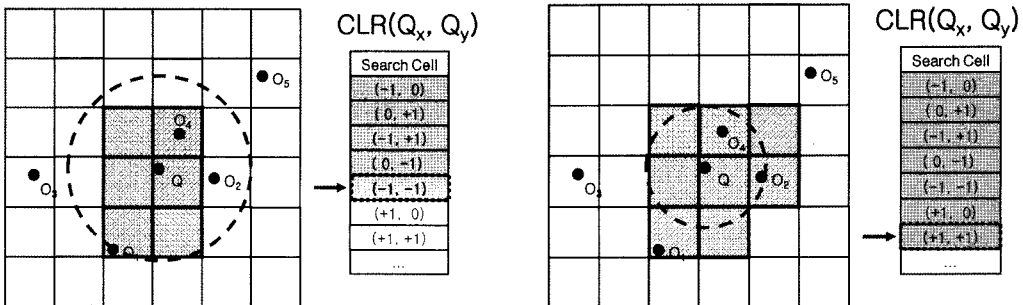 CLR(Qx, Qy)
Search Cell
(-1, 0)
(0, +1)
(-1, +1)
(0, -1)
(-1, -1)
(+1, 0)
(+1, +1)
...
O5
O4
Q
O2
O3
CLR(Qx, Qy)
Search Cell
(-1, 0)
(0, +1)
(-1, +1)
(0, -1)
(-1, -1)
(+1, 0)
(+1, +1)
...
O5
O4
Q
O2
O3